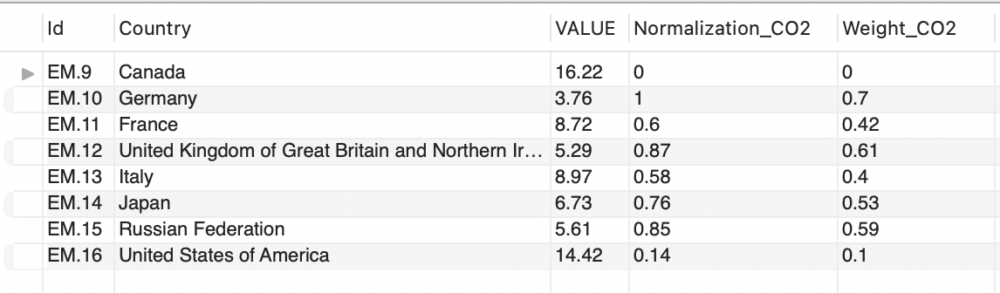 Id Country VALUE Normalization_CO2 Weight_CO2
EM.9 Canada 16.22 0 0
EM.10 Germany 3.76 1 0.7
EM.11 France 8.72 0.6 0.42
EM.12 United Kingdom of Great Britain and Northern Ir... 5.29 0.87 0.61
EM.13 Italy 8.97 0.58 0.4
EM.14 Japan 6.73 0.76 0.53
EM.15 Russian Federation 5.61 0.85 0.59
EM.16 United States of America 14.42 0.14 0.1